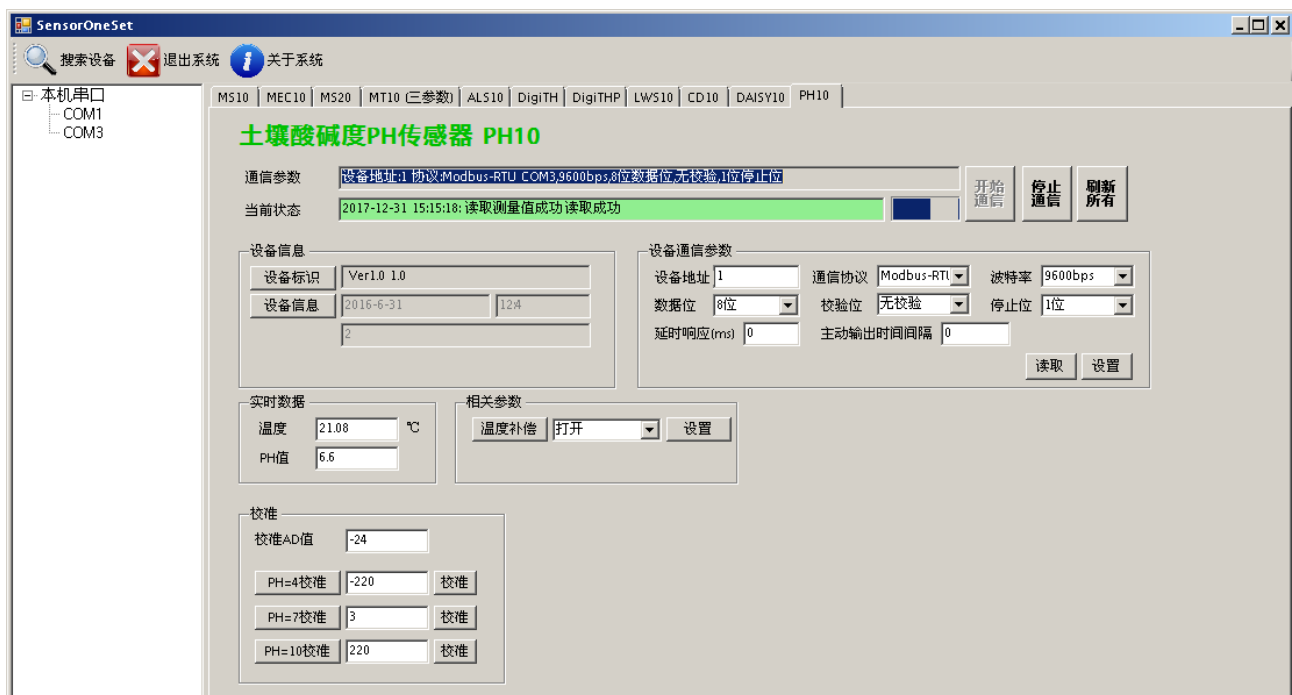 SensorOneSet
搜索设备 退出系统 关于系统
本机串口
COM1
COM3
MS10 MEC10 MS20 MT10 (三参数) ALS10 DigiTH DigiTHP LWS10 CD10 DAISY10 PH10
土壤酸碱度PH传感器 PH10
通信参数 设备地址:1 协议:Modbus-RTU COM3,9600bps,8位数据位,无校验,1位停止位
当前状态 2017-12-31 15:15:18: 读取测量值成功读取成功
开始通信 停止通信 刷新所有
设备信息
设备标识 Ver1.0 1.0
设备信息 2016-6-31 12:4
2
设备通信参数
设备地址 1 通信协议 Modbus-RTU 波特率 9600bps
数据位 8位 校验位 无校验 停止位 1位
延时响应(ms) 0 主动输出时间间隔 0
读取 设置
实时数据
温度 21.08 ℃
PH值 6.6
相关参数
温度补偿 打开 设置
校准
校准AD值 -24
PH=4校准 -220 校准
PH=7校准 3 校准
PH=10校准 220 校准